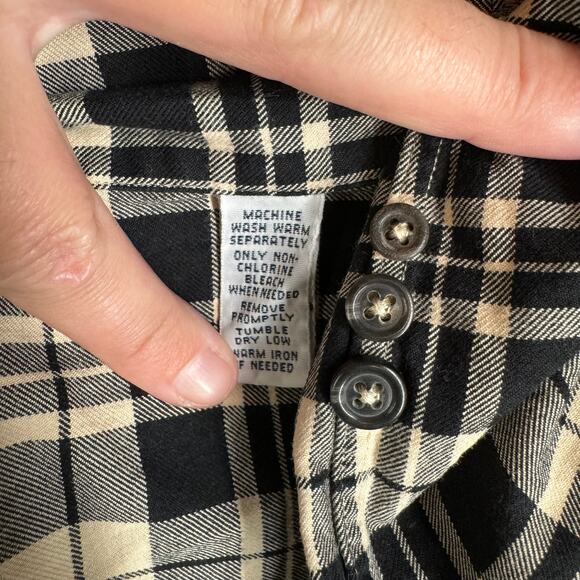 MACHINE
WASH WARM
SEPARATELY
ONLY NON-
CHLORINE
BLEACH
WHEN NEEDED
REMOVE
PROMPTLY
TUMBLE
DRY LOW
WARM IRON
IF NEEDED